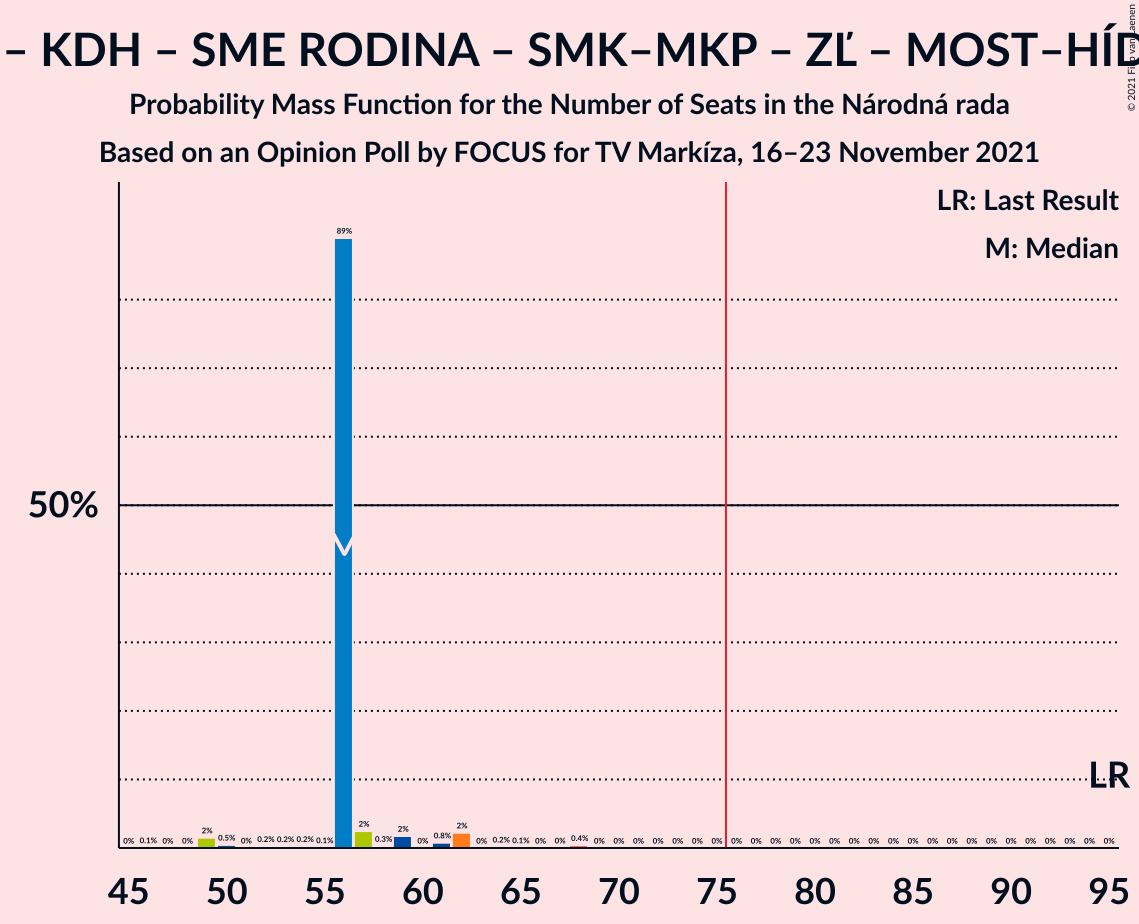 – KDH – SME RODINA – SMK–MKP – ZĽ – MOST–HÍD
Probability Mass Function for the Number of Seats in the Národná rada
Based on an Opinion Poll by FOCUS for TV Markíza, 16–23 November 2021
© 2021 Filip van Laenen
LR: Last Result
M: Median
89%
50%
LR
0% 0.1% 0% 0% 2% 0.5% 0% 0.2% 0.2% 0.2% 0.1% 2% 0.3% 2% 0% 0.8% 2% 0% 0.2% 0.1% 0% 0% 0.4% 0% 0% 0% 0% 0% 0% 0% 0% 0% 0% 0% 0% 0% 0% 0% 0% 0% 0% 0% 0% 0% 0% 0% 0% 0% 0% 0%
45 50 55 60 65 70 75 80 85 90 95